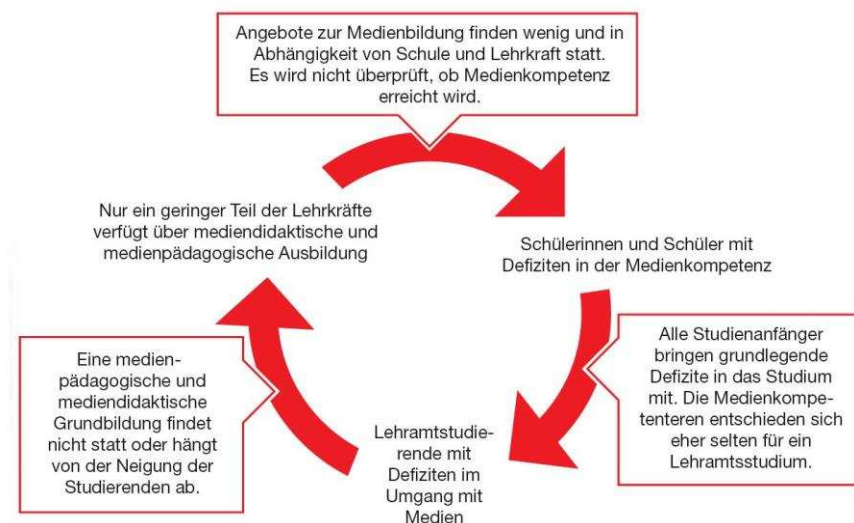 Angebote zur Medienbildung finden wenig und in
Abhängigkeit von Schule und Lehrkraft statt.
Es wird nicht überprüft, ob Medienkompetenz
erreicht wird.
Nur ein geringer Teil der Lehrkräfte
verfügt über mediendidaktische und
medienpädagogische Ausbildung
Schülerinnen und Schüler mit
Defiziten in der Medienkompetenz
Alle Studienanfänger
bringen grundlegende
Defizite in das Studium
mit. Die Medienkompe-
tenteren entschieden sich
eher selten für ein
Lehramtsstudium.
Lehramtstudie-
rende mit
Defiziten im
Umgang mit
Medien
Eine medien-
pädagogische und
mediendidaktische
Grundbildung findet
nicht statt oder hängt
von der Neigung der
Studierenden ab.